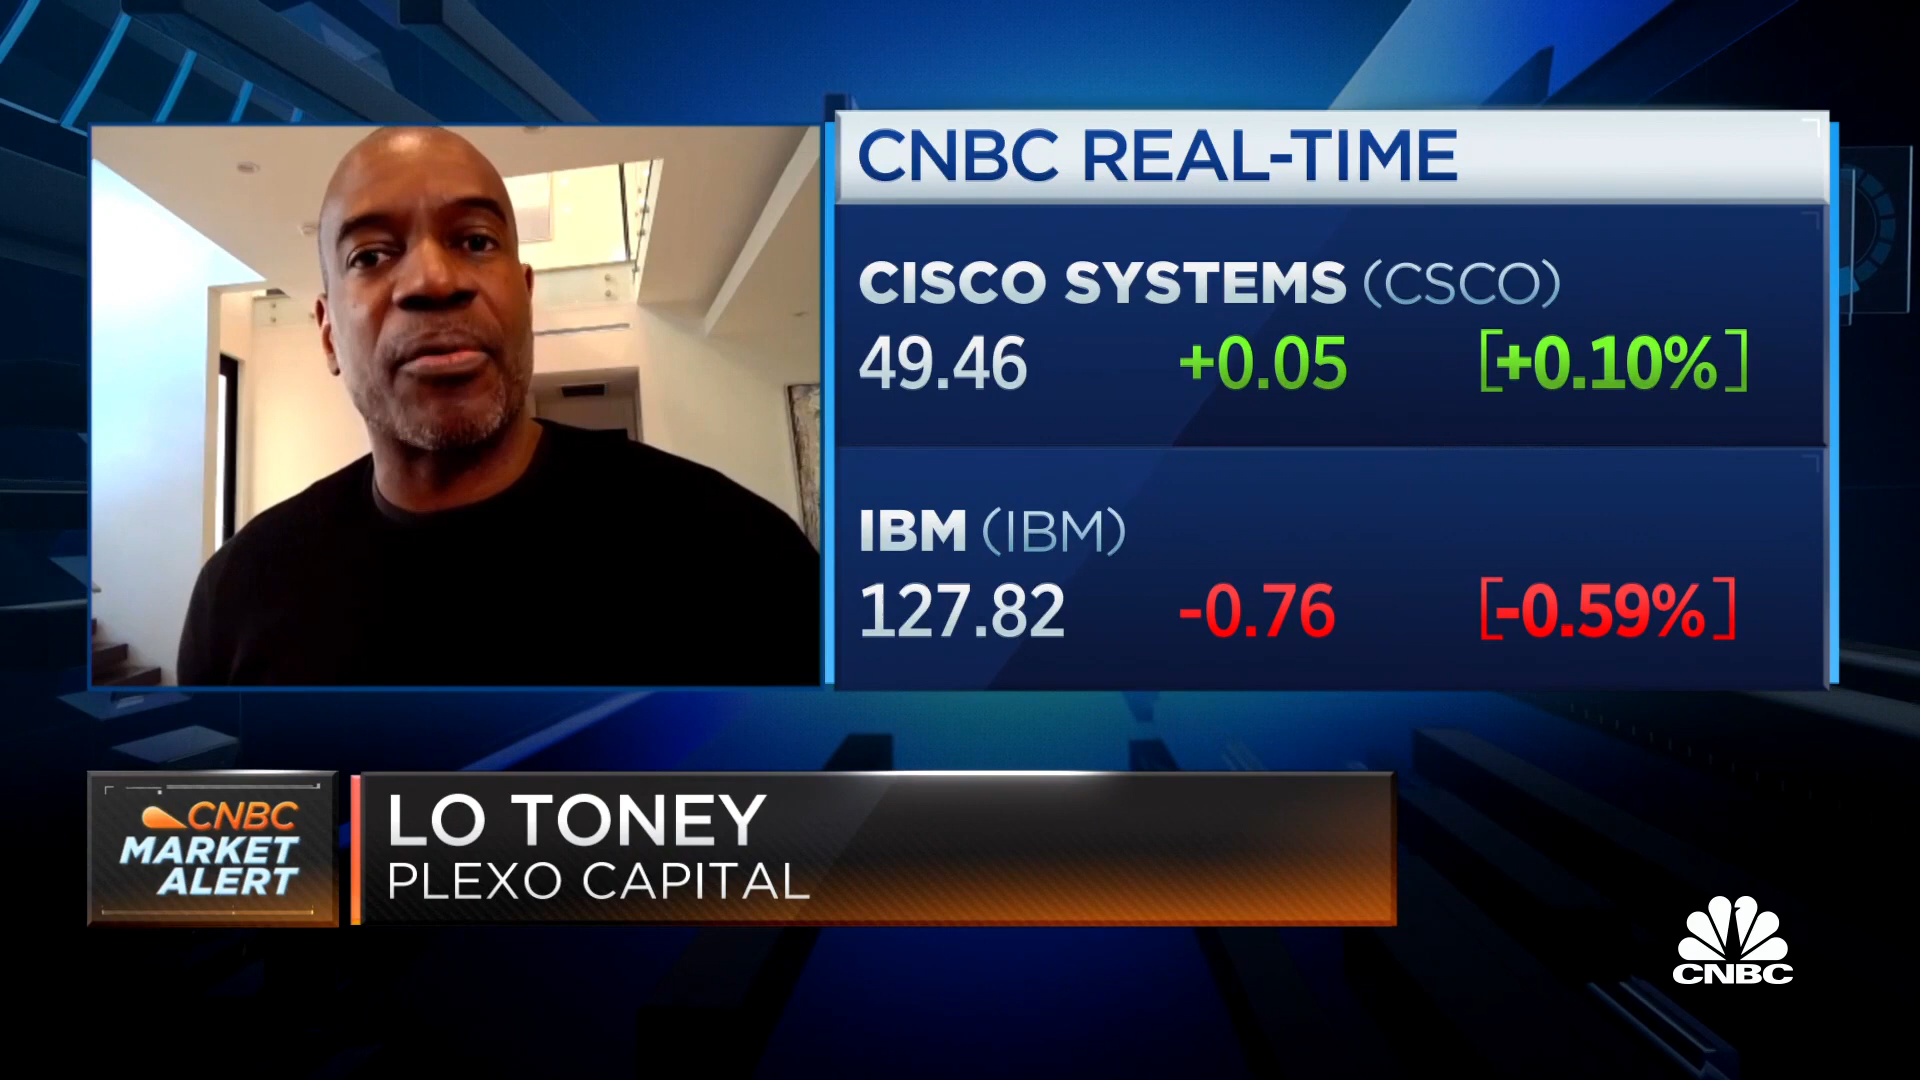 CNBC REAL-TIME
CISCO SYSTEMS (CSCO)
49.46 +0.05 [+0.10%]
IBM (IBM)
127.82 -0.76 [-0.59%]
CNBC
MARKET
ALERT
LO TONEY
PLEXO CAPITAL
CNBC